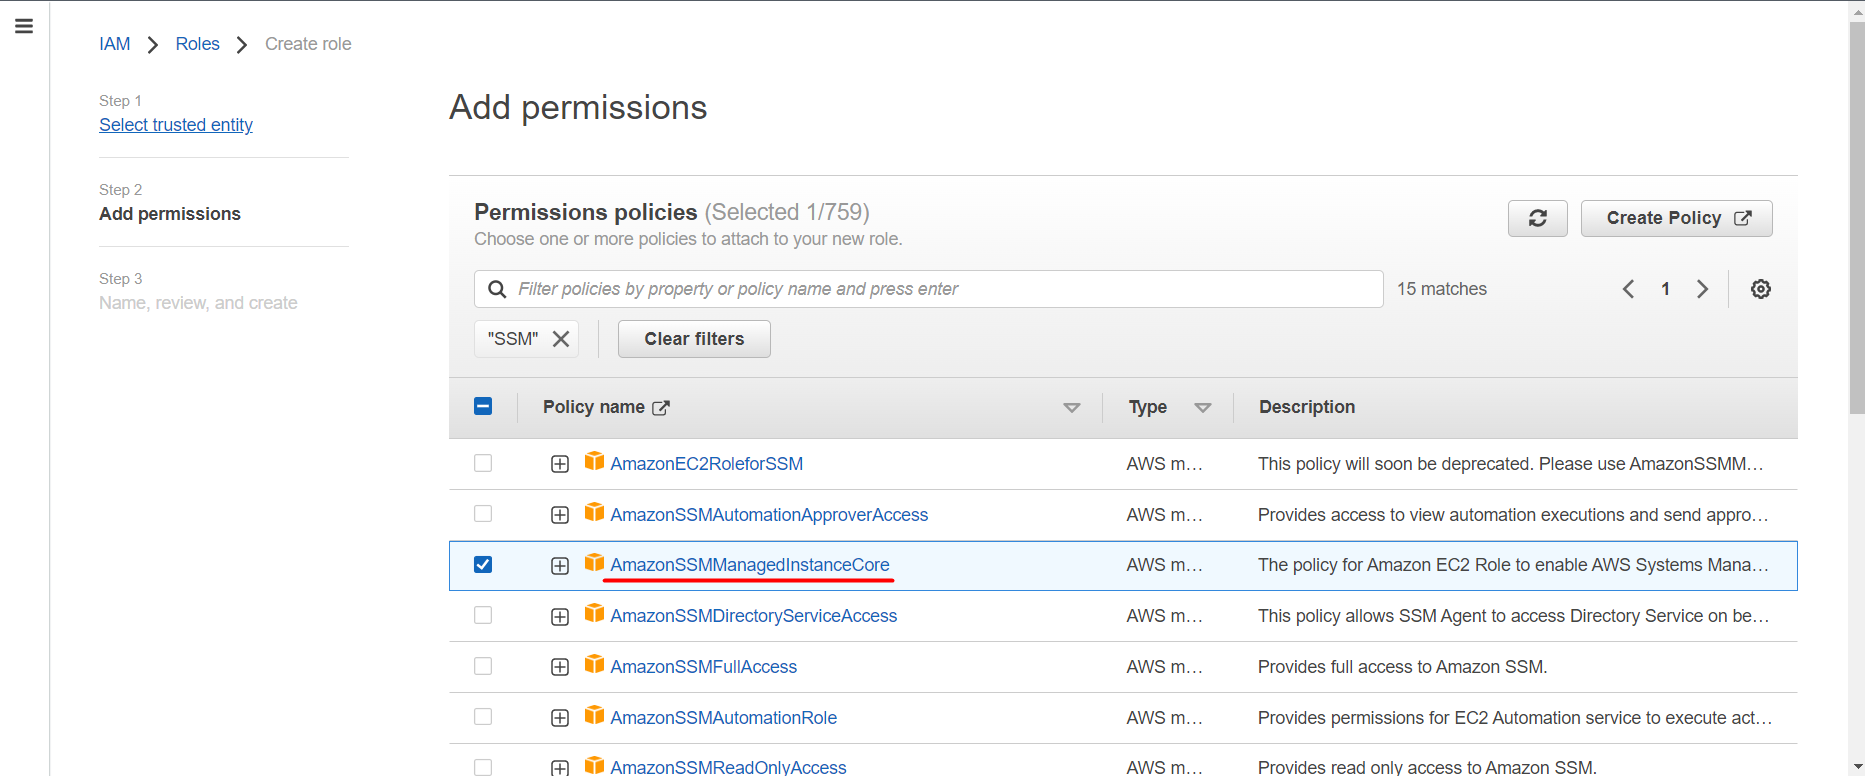 IAM > Roles > Create role
Step 1
Select trusted entity
Step 2
Add permissions
Step 3
Name, review, and create
Add permissions
Permissions policies (Selected 1/759)
Choose one or more policies to attach to your new role.
Create Policy
Filter policies by property or policy name and press enter
15 matches
1
"SSM"
Clear filters
Policy name Type Description
AmazonEC2RoleforSSM AWS m… This policy will soon be deprecated. Please use AmazonSSMM…
AmazonSSMAutomationApproverAccess AWS m… Provides access to view automation executions and send appro…
AmazonSSMManagedInstanceCore AWS m… The policy for Amazon EC2 Role to enable AWS Systems Mana…
AmazonSSMDirectoryServiceAccess AWS m… This policy allows SSM Agent to access Directory Service on be…
AmazonSSMFullAccess AWS m… Provides full access to Amazon SSM.
AmazonSSMAutomationRole AWS m… Provides permissions for EC2 Automation service to execute act…
AmazonSSMReadOnlyAccess AWS m… Provides read only access to Amazon SSM.